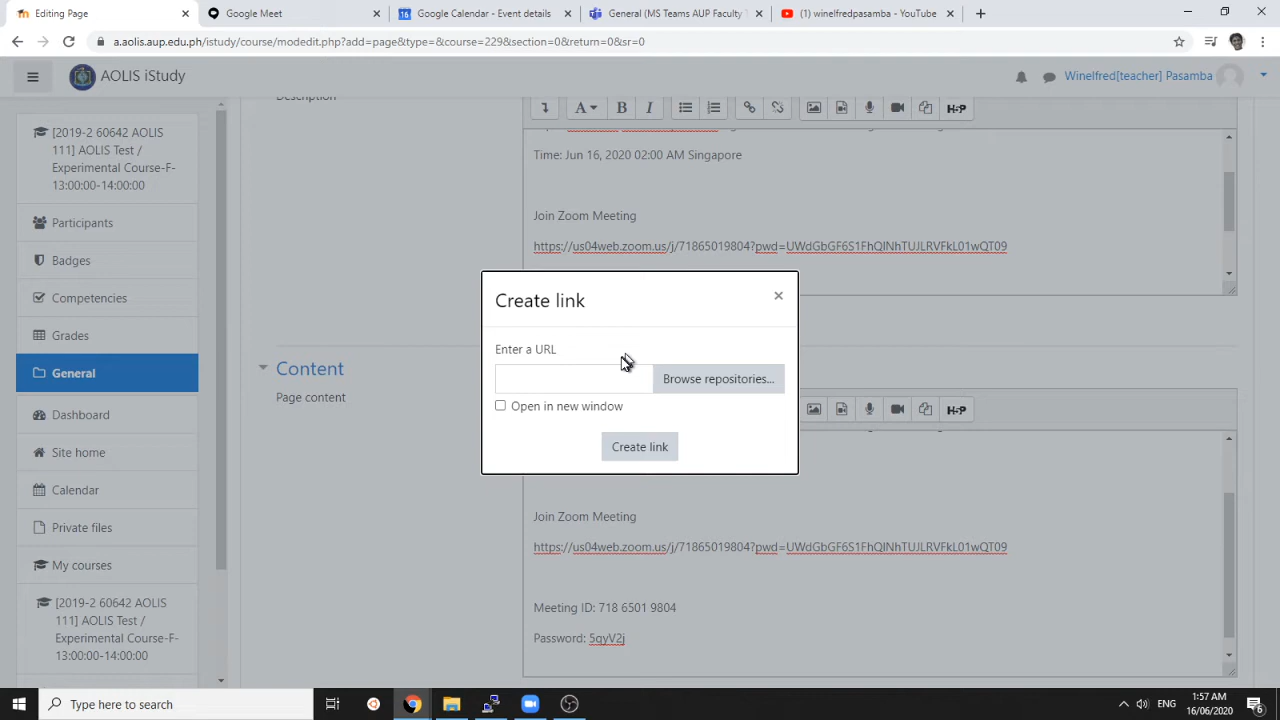 Editing Page
Google Meet
Google Calendar - Event details
General (MS Teams AUP Faculty T
(1) winelfredpasamba - YouTube
a.aolis.aup.edu.ph/istudy/course/modedit.php?add=page&type=&course=229&section=0&return=0&sr=0
AOLIS iStudy
Winelfred[teacher] Pasamba
[2019-2 60642 AOLIS
111] AOLIS Test /
Experimental Course-F-
13:00:00-14:00:00
Participants
Badges
Competencies
Grades
General
Dashboard
Site home
Calendar
Private files
My courses
[2019-2 60642 AOLIS
111] AOLIS Test /
Experimental Course-F-
13:00:00-14:00:00
Description
A B I H-P
Time: Jun 16, 2020 02:00 AM Singapore
Join Zoom Meeting
https://us04web.zoom.us/j/71865019804?pwd=UWdGbGF6S1FhQlNhTUJLRVFkL01wQT09
Create link
×
Enter a URL
Browse repositories...
Open in new window
Create link
Content
Page content
H-P
Join Zoom Meeting
https://us04web.zoom.us/j/71865019804?pwd=UWdGbGF6S1FhQlNhTUJLRVFkL01wQT09
Meeting ID: 718 6501 9804
Password: 5qyV2j
Type here to search
ENG
1:57 AM
16/06/2020
6